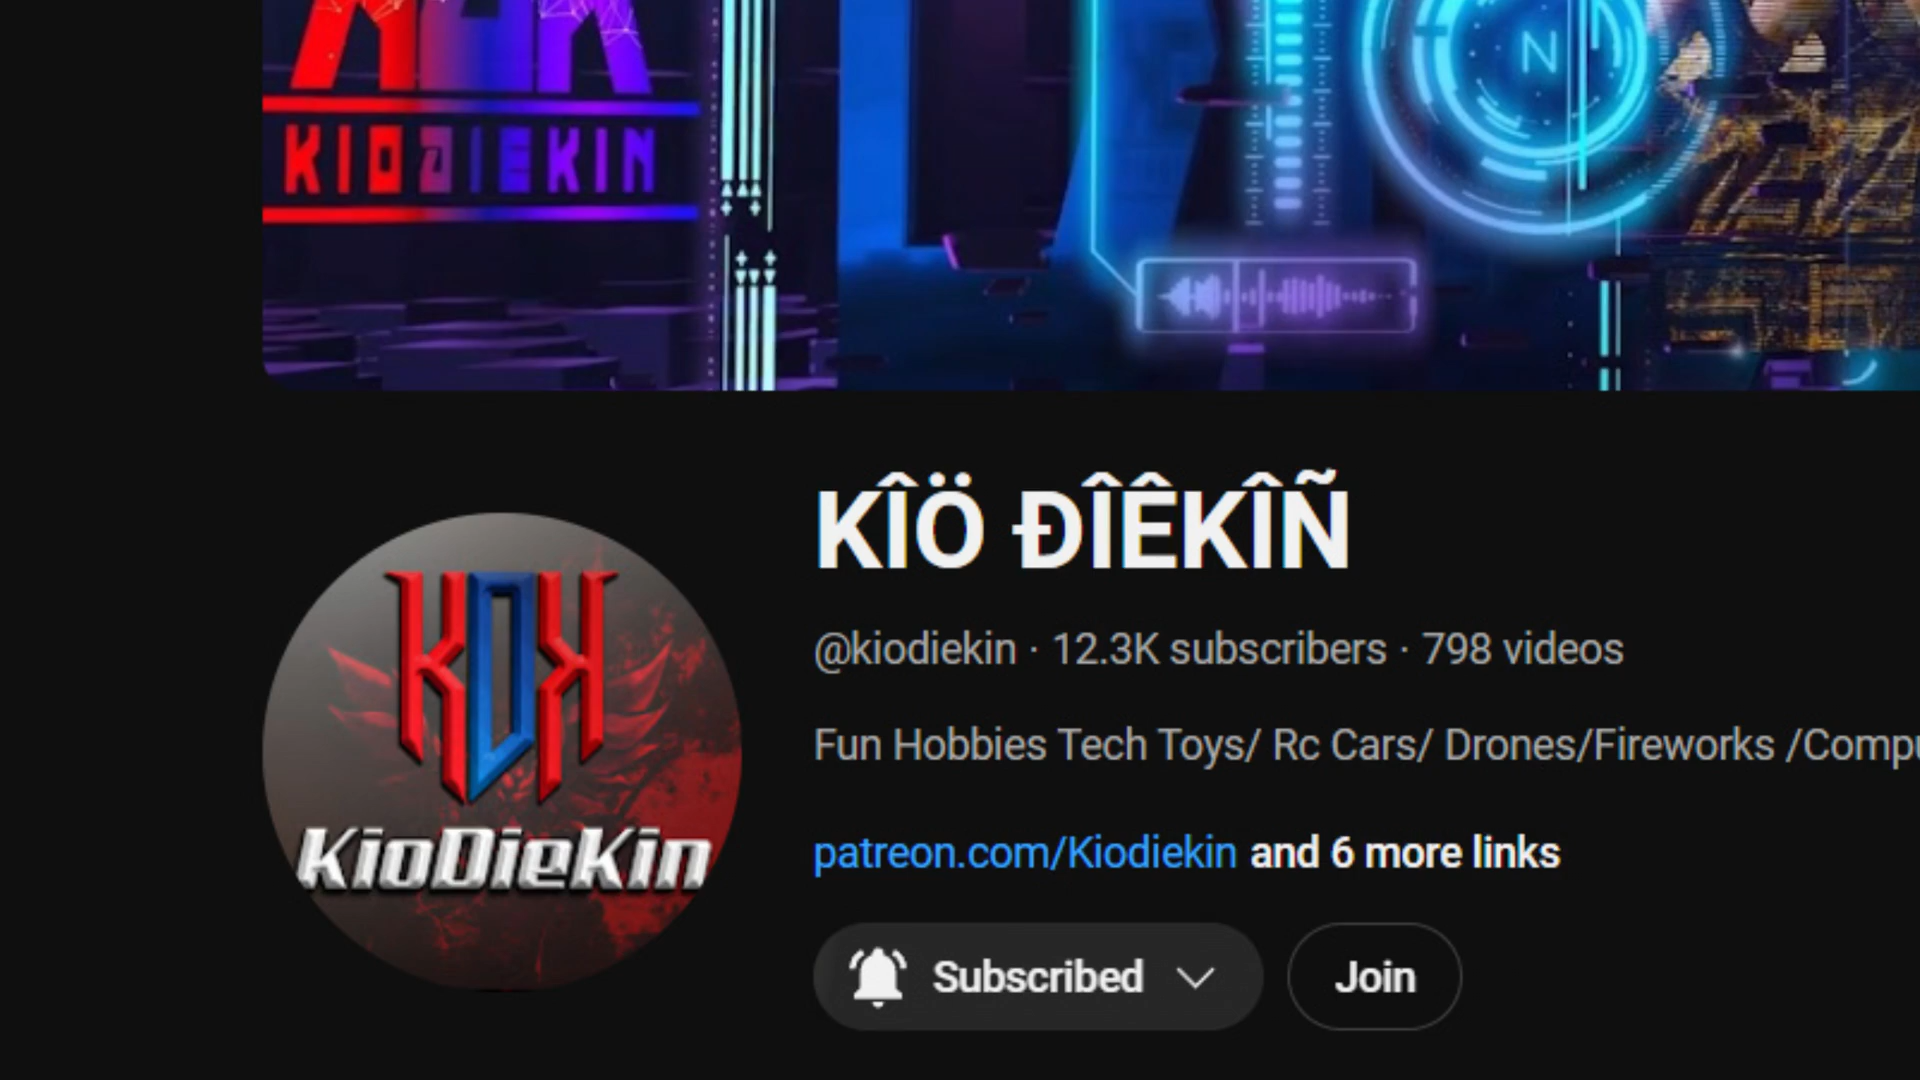 KIODIEKIN
N
KDK
KioDieKin
KÎÖ ĐÎÊKÎÑ
@kiodiekin · 12.3K subscribers · 798 videos
Fun Hobbies Tech Toys/ Rc Cars/ Drones/Fireworks /Compu
patreon.com/Kiodiekin and 6 more links
Subscribed
Join